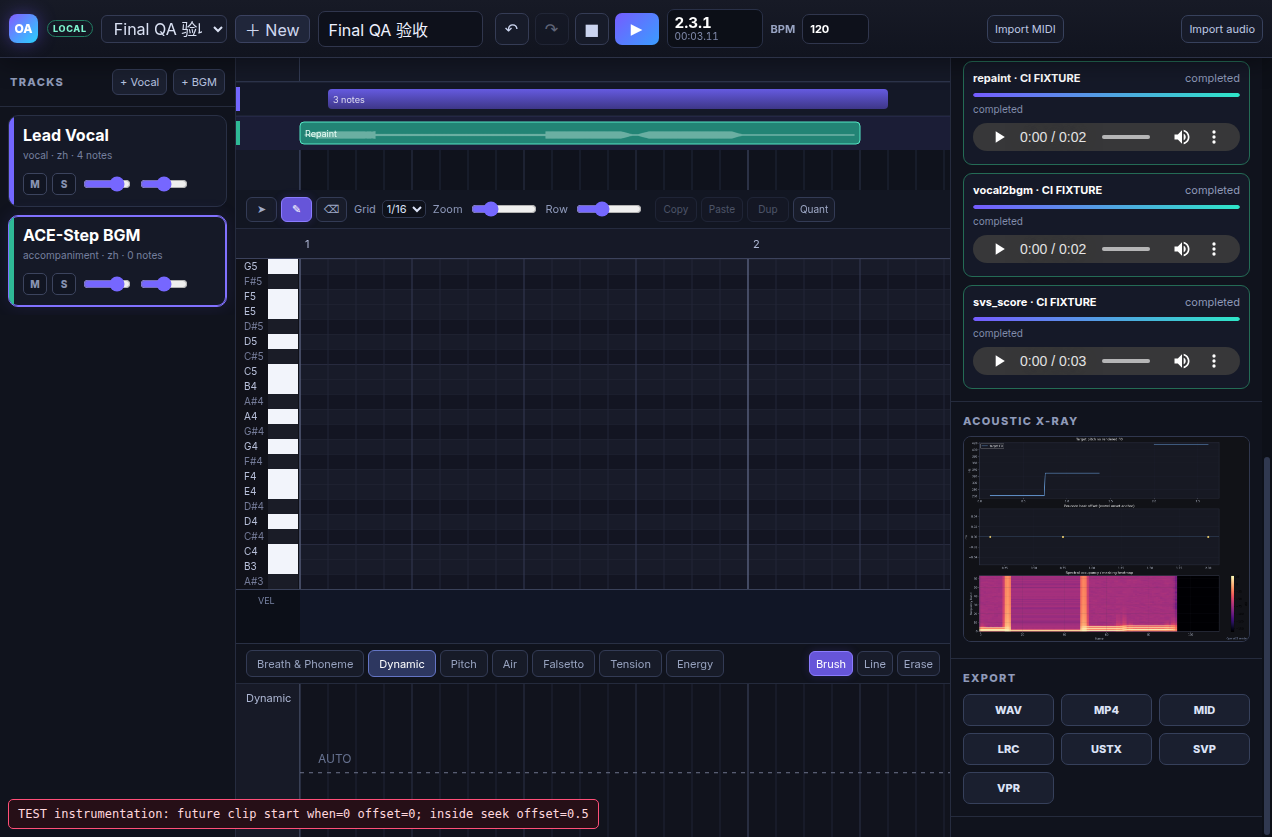 OA
LOCAL
Final QA 验收
+ New
Final QA 验收
2.3.1
00:03.11
BPM
120
Import MIDI
Import audio
TRACKS
+ Vocal
+ BGM
Lead Vocal
vocal · zh · 4 notes
M
S
ACE-Step BGM
accompaniment · zh · 0 notes
M
S
3 notes
Repaint
Grid
1/16
Zoom
Row
Copy
Paste
Dup
Quant
1
2
G5
F#5
F5
E5
D#5
D5
C#5
C5
B4
A#4
A4
G#4
G4
F#4
F4
E4
D#4
D4
C#4
C4
B3
A#3
VEL
Breath & Phoneme
Dynamic
Pitch
Air
Falsetto
Tension
Energy
Brush
Line
Erase
Dynamic
AUTO
TEST instrumentation: future clip start when=0 offset=0; inside seek offset=0.5
repaint · CI FIXTURE
completed
completed
0:00 / 0:02
vocal2bgm · CI FIXTURE
completed
completed
0:00 / 0:02
svs_score · CI FIXTURE
completed
completed
0:00 / 0:03
ACOUSTIC X-RAY
EXPORT
WAV
MP4
MID
LRC
USTX
SVP
VPR